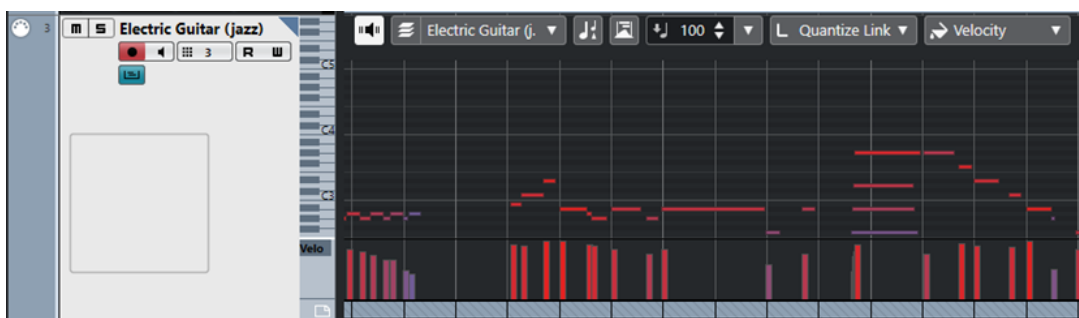 3 m S Electric Guitar (jazz)
3 R W
Electric Guitar (j. 100 L Quantize Link Velocity
C5
C4
C3
Velo